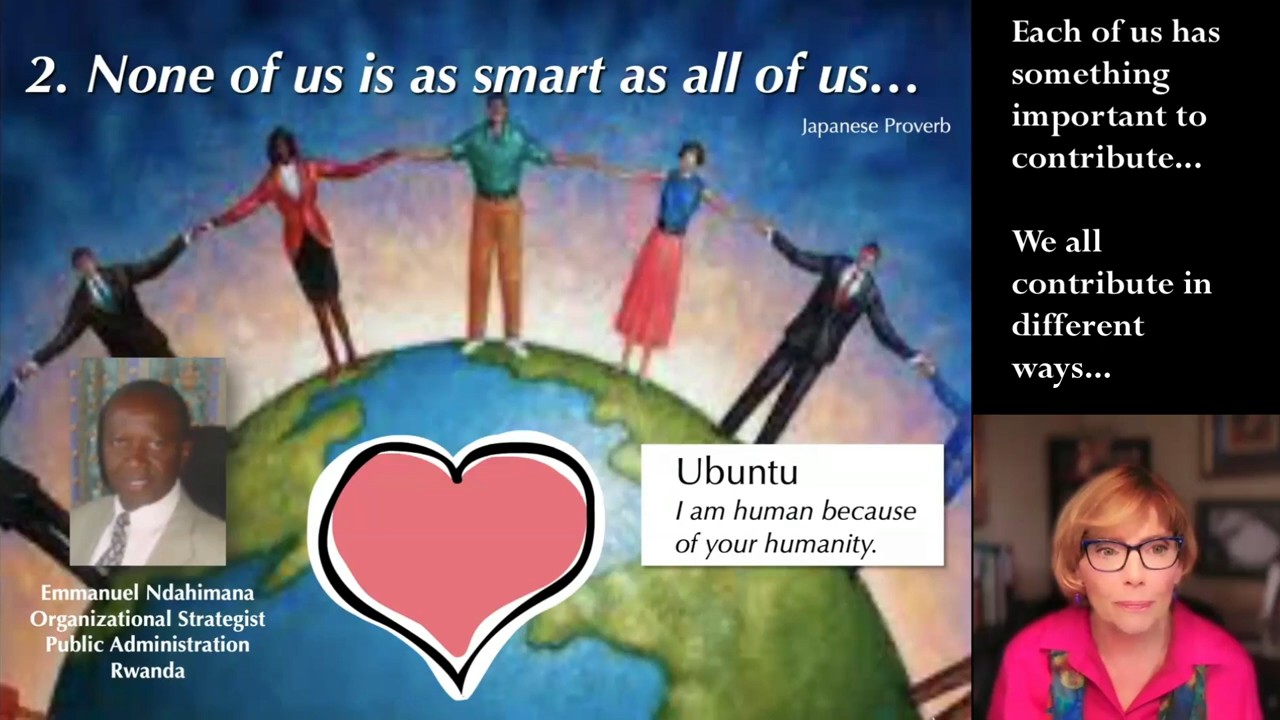 2. None of us is as smart as all of us...
Japanese Proverb
Each of us has
something
important to
contribute...
We all
contribute in
different
ways...
Ubuntu
I am human because
of your humanity.
Emmanuel Ndahimana
Organizational Strategist
Public Administration
Rwanda